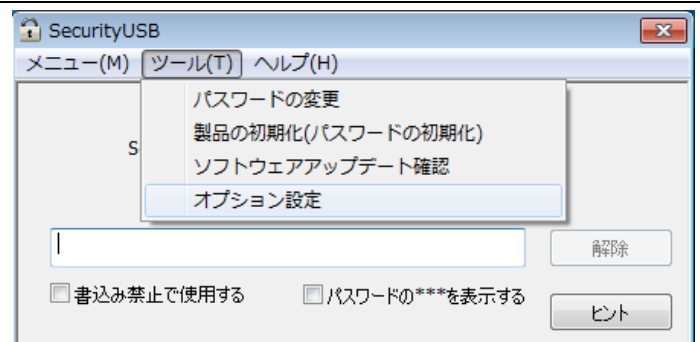 SecurityUSB
メニュー(M) ツール(T) ヘルプ(H)
パスワードの変更
製品の初期化(パスワードの初期化)
S
ソフトウェアアップデート確認
オプション設定
解除
書込み禁止で使用する パスワードの***を表示する
ヒント